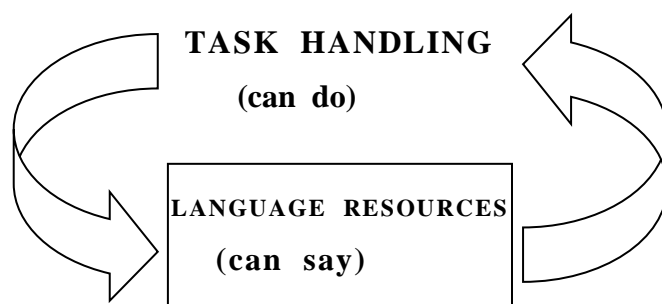 TASK HANDLING
(can do)
LANGUAGE RESOURCES
(can say)